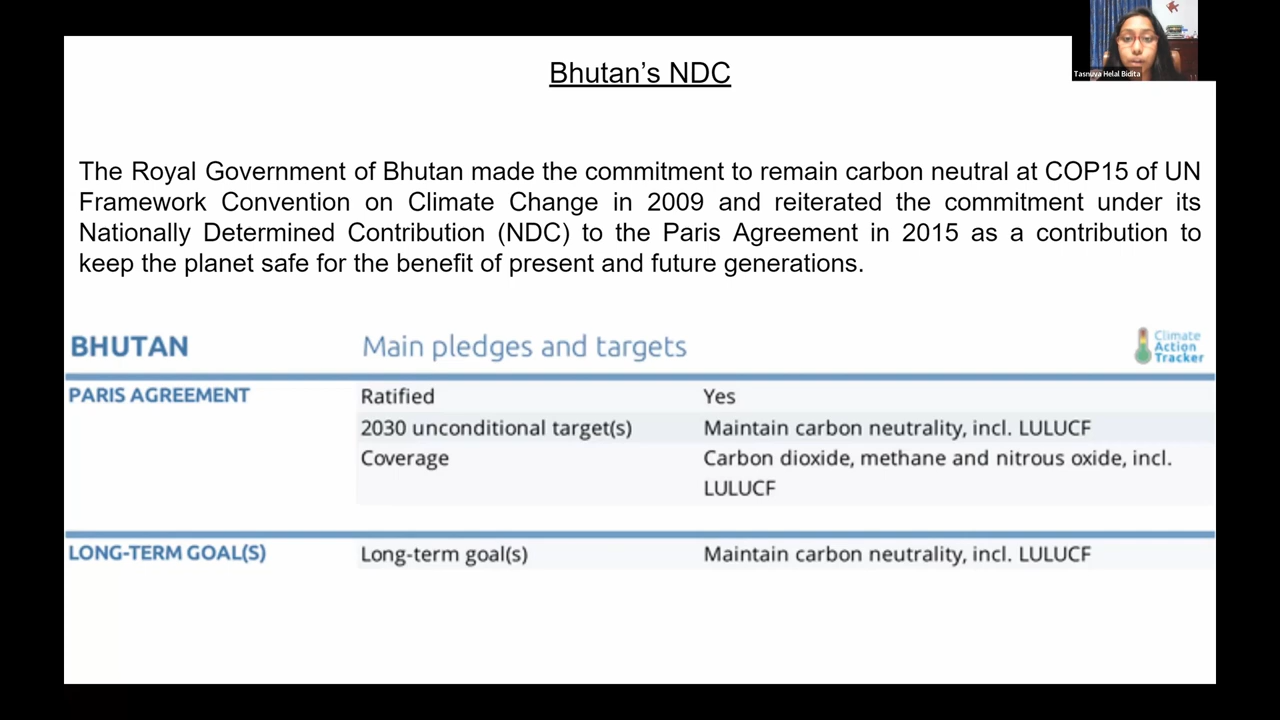 Bhutan's NDC
Tasnuva Helal Bidita
The Royal Government of Bhutan made the commitment to remain carbon neutral at COP15 of UN
Framework Convention on Climate Change in 2009 and reiterated the commitment under its
Nationally Determined Contribution (NDC) to the Paris Agreement in 2015 as a contribution to
keep the planet safe for the benefit of present and future generations.
BHUTAN Main pledges and targets
Climate
Action
Tracker
PARIS AGREEMENT Ratified Yes
2030 unconditional target(s) Maintain carbon neutrality, incl. LULUCF
Coverage Carbon dioxide, methane and nitrous oxide, incl.
LULUCF
LONG-TERM GOAL(S) Long-term goal(s) Maintain carbon neutrality, incl. LULUCF